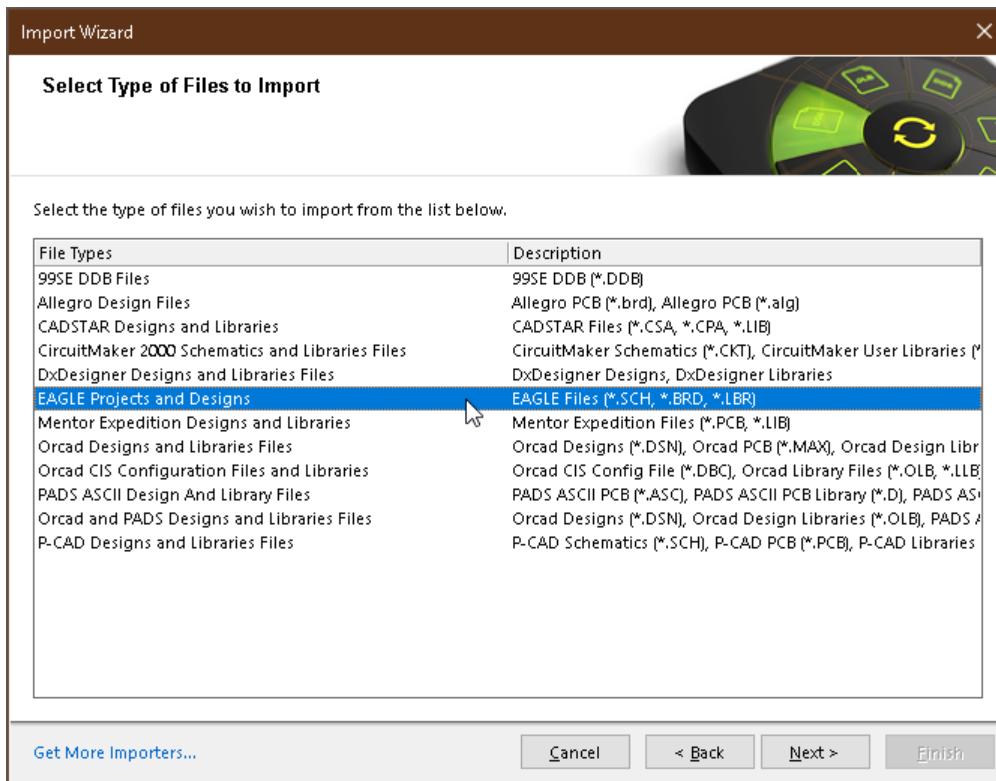 Import Wizard
Select Type of Files to Import
Select the type of files you wish to import from the list below.
File Types Description
99SE DDB Files 99SE DDB (*.DDB)
Allegro Design Files Allegro PCB (*.brd), Allegro PCB (*.alg)
CADSTAR Designs and Libraries CADSTAR Files (*.CSA, *.CPA, *.LIB)
CircuitMaker 2000 Schematics and Libraries Files CircuitMaker Schematics (*.CKT), CircuitMaker User Libraries (*
DxDesigner Designs and Libraries Files DxDesigner Designs, DxDesigner Libraries
EAGLE Projects and Designs EAGLE Files (*.SCH, *.BRD, *.LBR)
Mentor Expedition Designs and Libraries Mentor Expedition Files (*.PCB, *.LIB)
Orcad Designs and Libraries Files Orcad Designs (*.DSN), Orcad PCB (*.MAX), Orcad Design Libr
Orcad CIS Configuration Files and Libraries Orcad CIS Config File (*.DBC), Orcad Library Files (*.OLB, *.LLB
PADS ASCII Design And Library Files PADS ASCII PCB (*.ASC), PADS ASCII PCB Library (*.D), PADS AS
Orcad and PADS Designs and Libraries Files Orcad Designs (*.DSN), Orcad Design Libraries (*.OLB), PADS
P-CAD Designs and Libraries Files P-CAD Schematics (*.SCH), P-CAD PCB (*.PCB), P-CAD Libraries
Get More Importers... Cancel < Back Next > Finish